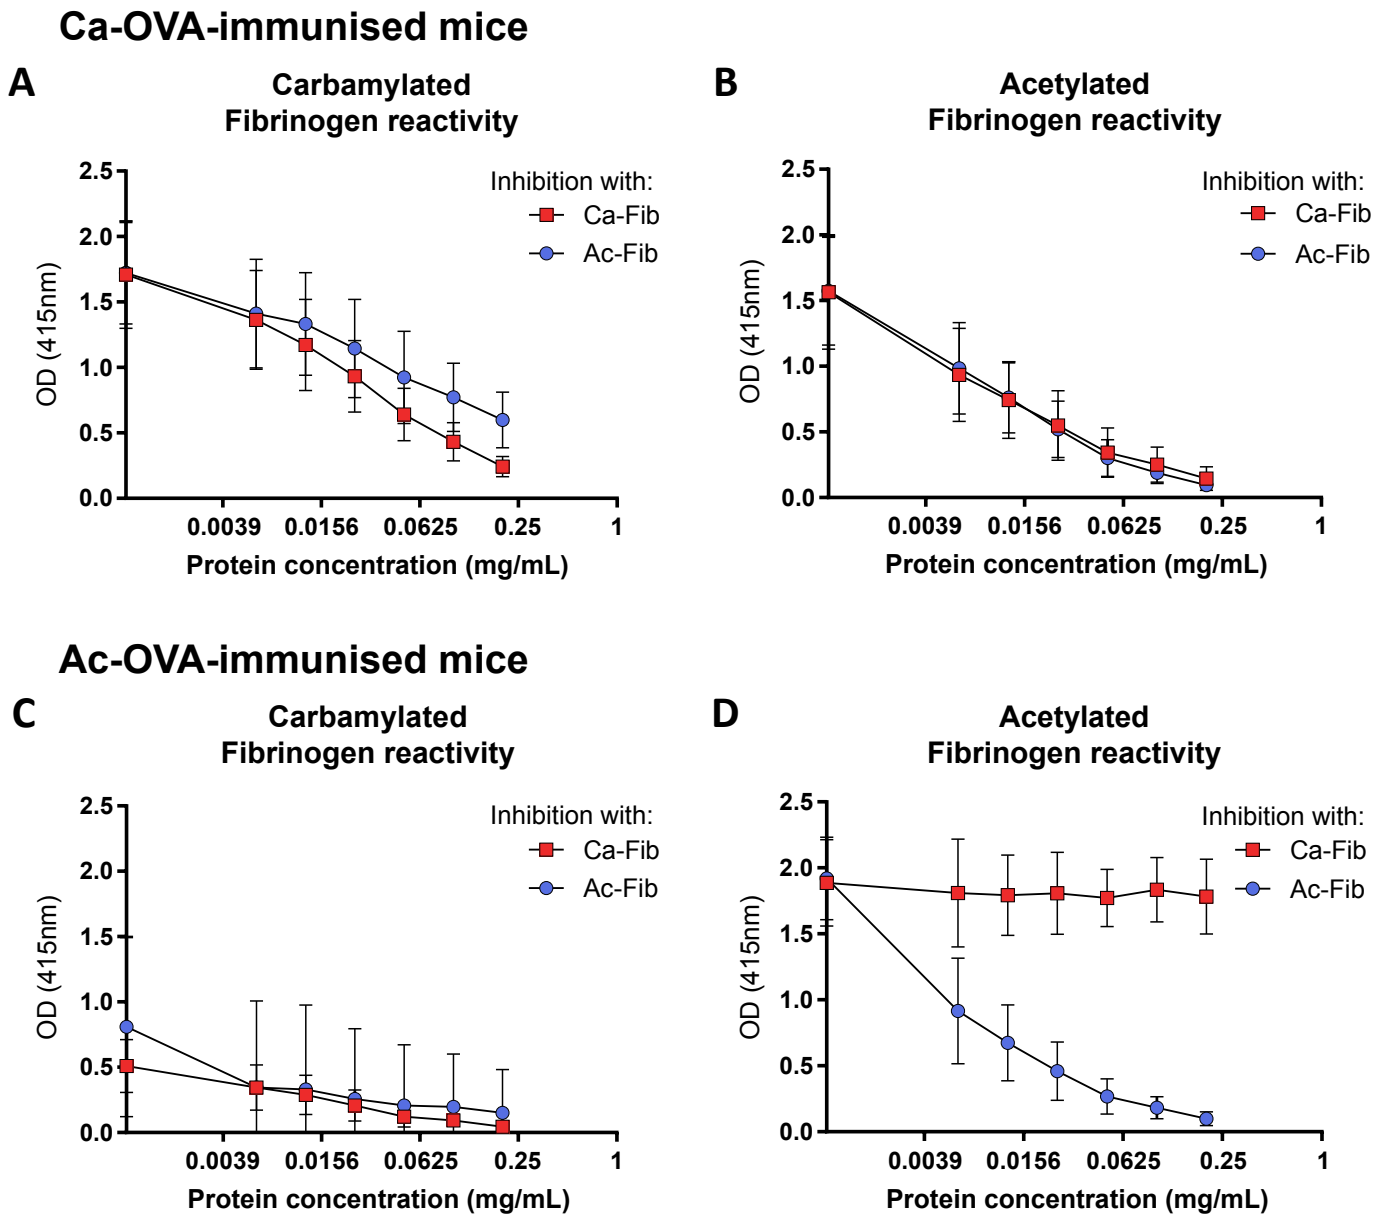 Ca-OVA-immunised mice
A
Carbamylated
Fibrinogen reactivity
2.5
2.0
1.5
1.0
0.5
0.0
OD (415nm)
Inhibition with:
Ca-Fib
Ac-Fib
0.0039 0.0156 0.0625 0.25 1
Protein concentration (mg/mL)
B
Acetylated
Fibrinogen reactivity
2.5
2.0
1.5
1.0
0.5
0.0
OD (415nm)
Inhibition with:
Ca-Fib
Ac-Fib
0.0039 0.0156 0.0625 0.25 1
Protein concentration (mg/mL)
Ac-OVA-immunised mice
C
Carbamylated
Fibrinogen reactivity
2.5
2.0
1.5
1.0
0.5
0.0
OD (415nm)
Inhibition with:
Ca-Fib
Ac-Fib
0.0039 0.0156 0.0625 0.25 1
Protein concentration (mg/mL)
D
Acetylated
Fibrinogen reactivity
2.5
2.0
1.5
1.0
0.5
0.0
OD (415nm)
Inhibition with:
Ca-Fib
Ac-Fib
0.0039 0.0156 0.0625 0.25 1
Protein concentration (mg/mL)